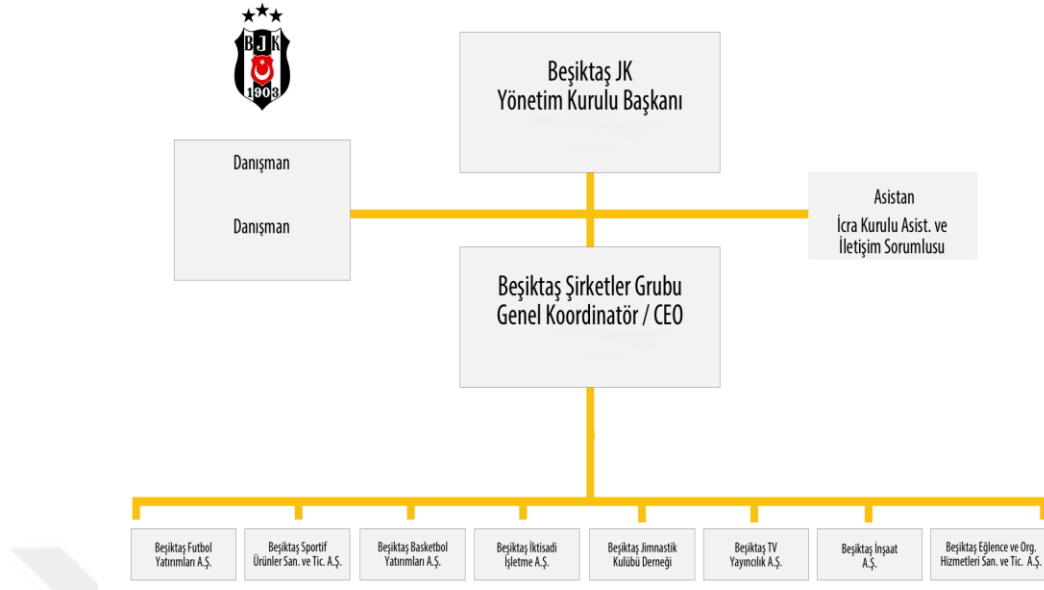 BJK
1903
Beşiktaş JK
Yönetim Kurulu Başkanı
Danışman
Danışman
Asistan
İcra Kurulu Asist. ve
İletişim Sorumlusu
Beşiktaş Şirketler Grubu
Genel Koordinatör / CEO
Beşiktaş Futbol
Yatırımları A.Ş.
Beşiktaş Sportif
Ürünler San. ve Tic. A.Ş.
Beşiktaş Basketbol
Yatırımları A.Ş.
Beşiktaş İktisadi
İşletme A.Ş.
Beşiktaş Jimnastik
Kulübü Derneği
Beşiktaş TV
Yayıncılık A.Ş.
Beşiktaş İnşaat
A.Ş.
Beşiktaş Eğlence ve Org.
Hizmetleri San. ve Tic. A.Ş.